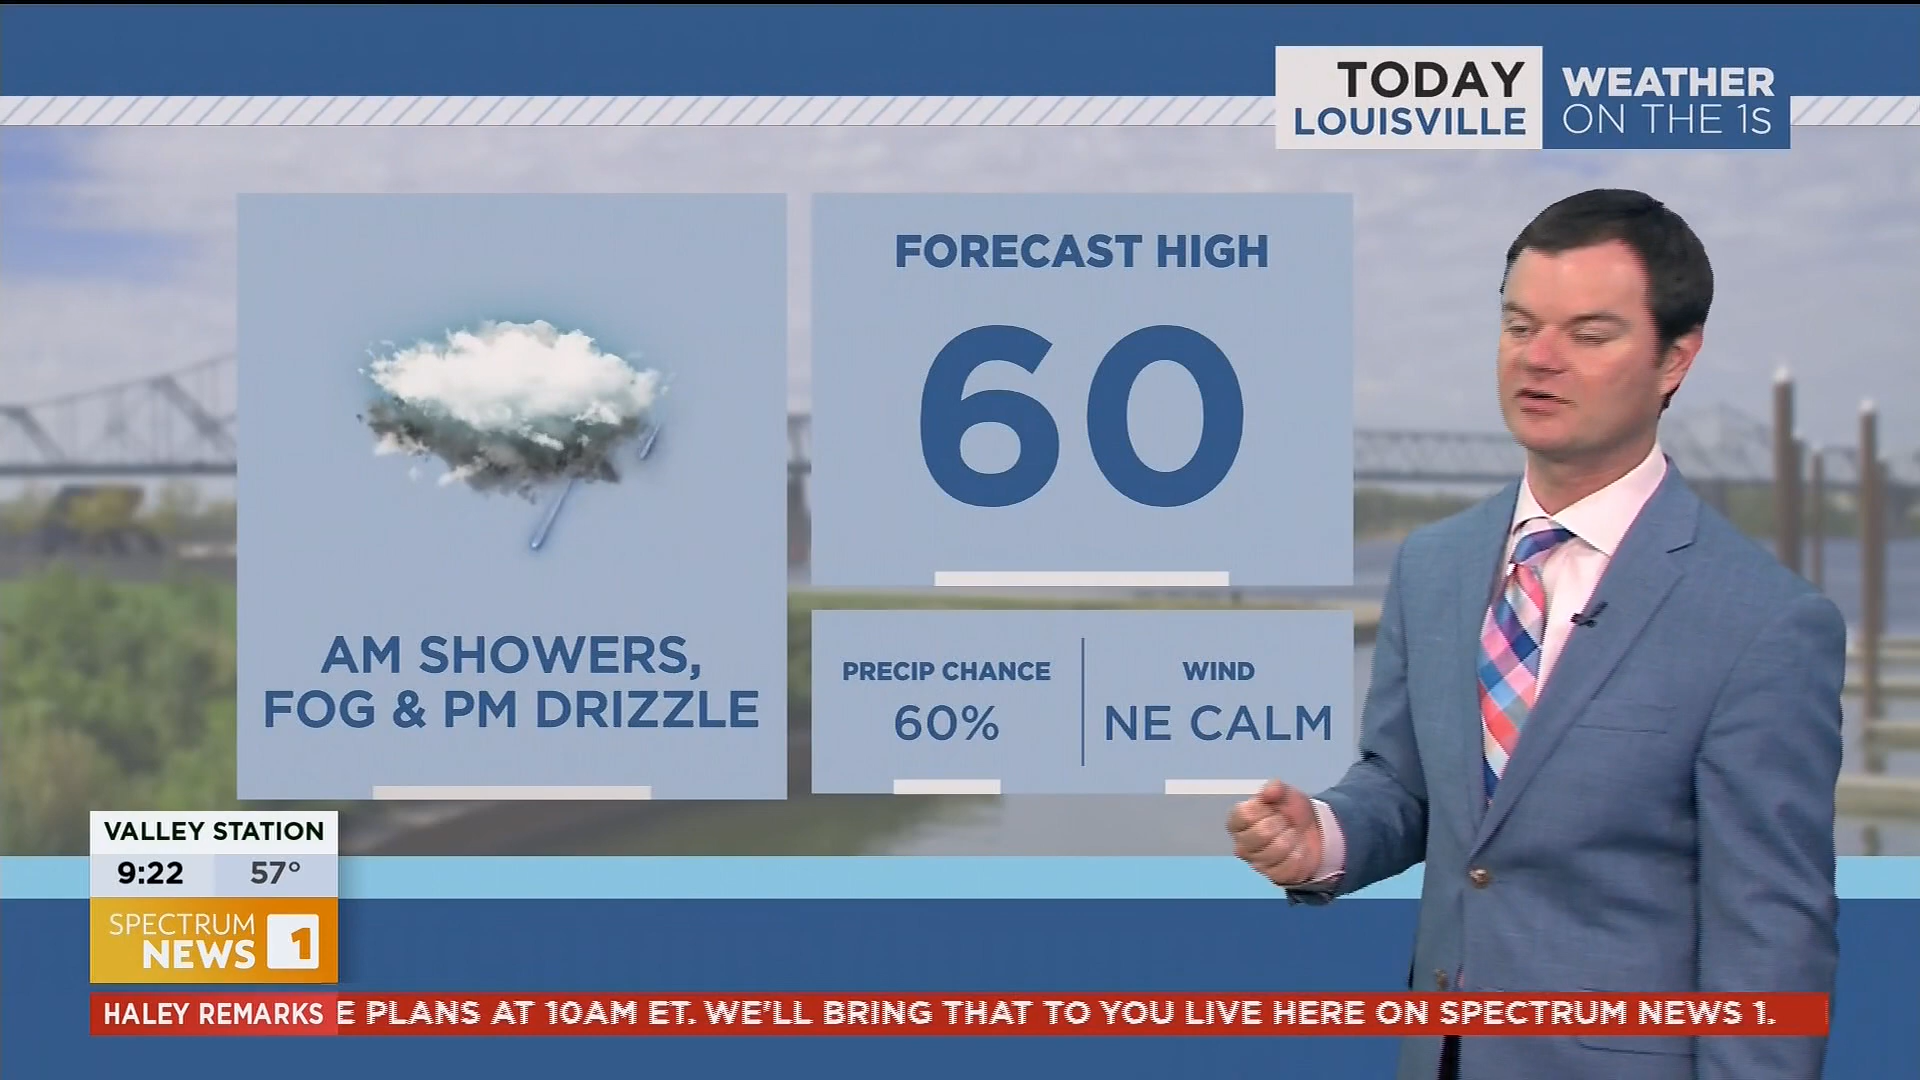 TODAY
LOUISVILLE
WEATHER
ON THE 1S
FORECAST HIGH
60
AM SHOWERS,
FOG & PM DRIZZLE
PRECIP CHANCE
60%
WIND
NE CALM
VALLEY STATION
9:22 57°
SPECTRUM
NEWS 1
HALEY REMARKS E PLANS AT 10AM ET. WE'LL BRING THAT TO YOU LIVE HERE ON SPECTRUM NEWS 1.